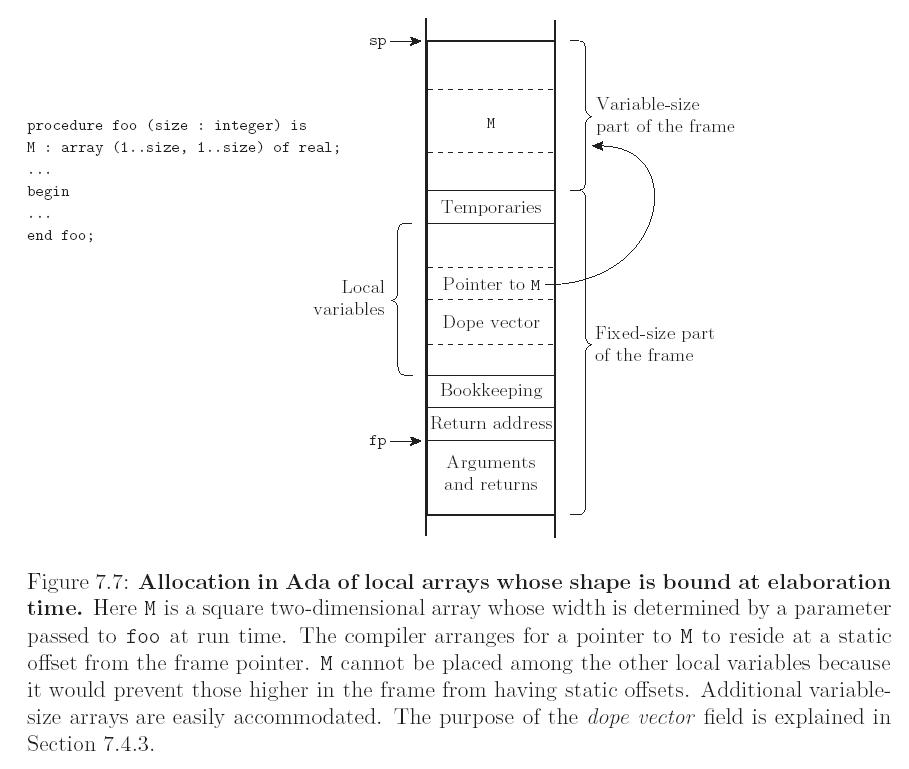 sp
Variable-size
part of the frame
M
procedure foo (size : integer) is
M : array (1..size, 1..size) of real;
...
begin
...
end foo;
Temporaries
Local
variables
Pointer to M
Dope vector
Fixed-size part
of the frame
Bookkeeping
Return address
fp
Arguments
and returns
Figure 7.7: Allocation in Ada of local arrays whose shape is bound at elaboration
time. Here M is a square two-dimensional array whose width is determined by a parameter
passed to foo at run time. The compiler arranges for a pointer to M to reside at a static
offset from the frame pointer. M cannot be placed among the other local variables because
it would prevent those higher in the frame from having static offsets. Additional variable-
size arrays are easily accommodated. The purpose of the dope vector field is explained in
Section 7.4.3.